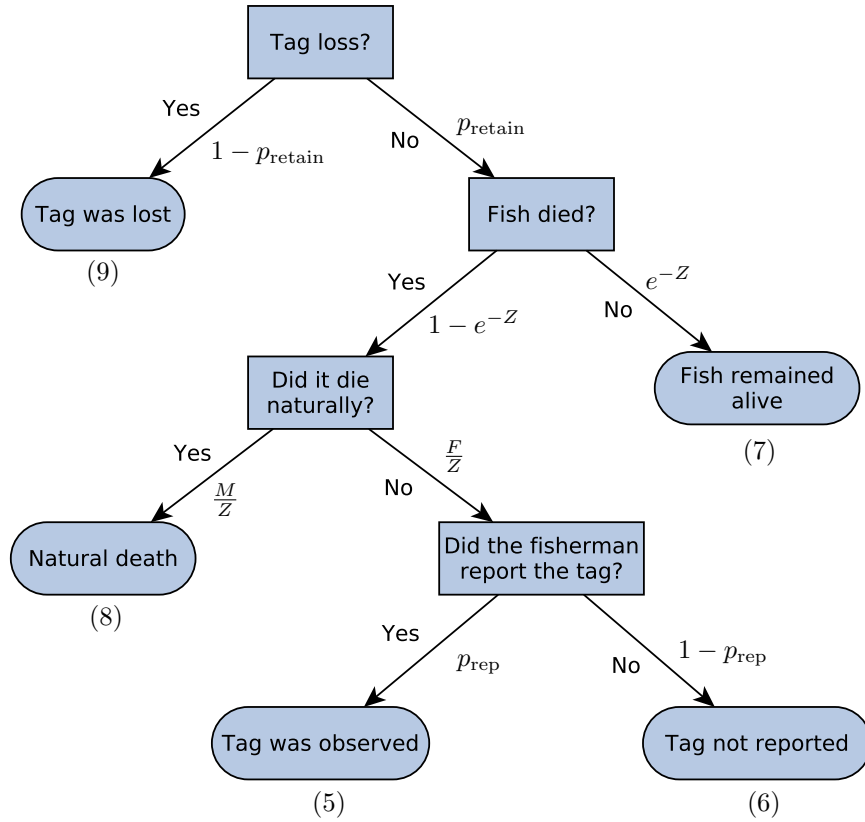 Tag loss?
Yes
1 − p_retain
No
p_retain
Tag was lost
(9)
Fish died?
Yes
1 − e^{−Z}
No
e^{−Z}
Did it die
naturally?
Fish remained
alive
(7)
Yes
M/Z
No
F/Z
Natural death
(8)
Did the fisherman
report the tag?
Yes
p_rep
No
1 − p_rep
Tag was observed
(5)
Tag not reported
(6)